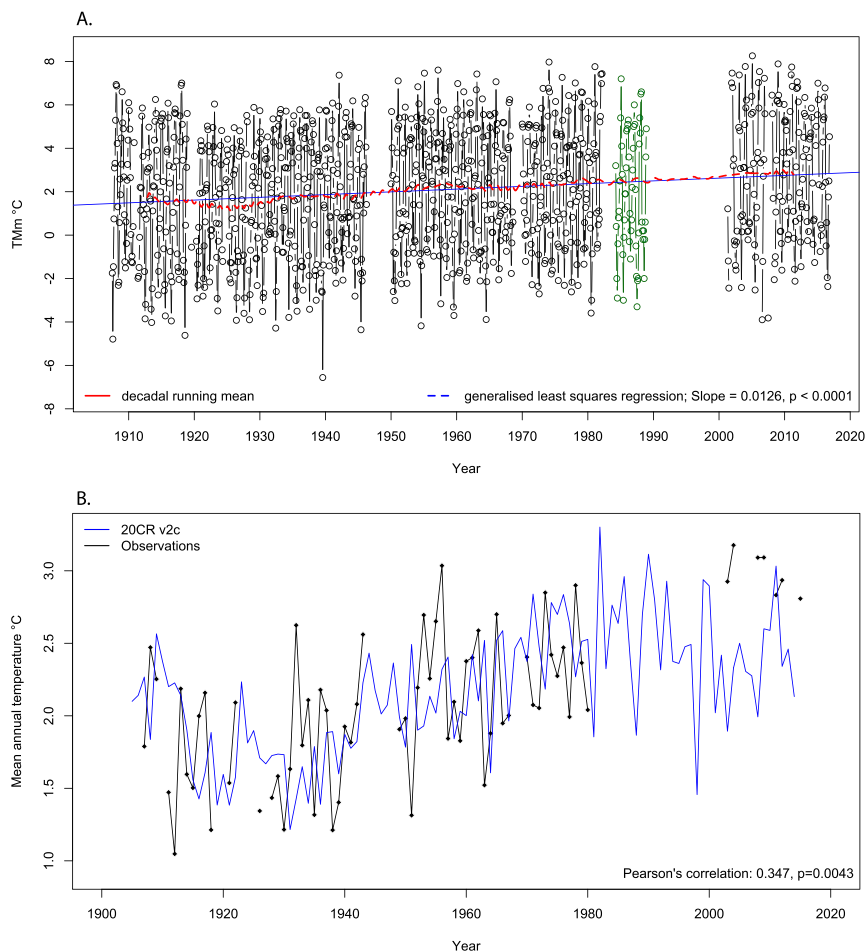 A.
8
6
4
2
0
-2
-4
-6
-8
TMm °C
decadal running mean
generalised least squares regression; Slope = 0.0126, p < 0.0001
1910 1920 1930 1940 1950 1960 1970 1980 1990 2000 2010 2020
Year
B.
20CR v2c
Observations
3.0
2.5
2.0
1.5
1.0
Mean annual temperature °C
Pearson's correlation: 0.347, p=0.0043
1900 1920 1940 1960 1980 2000 2020
Year